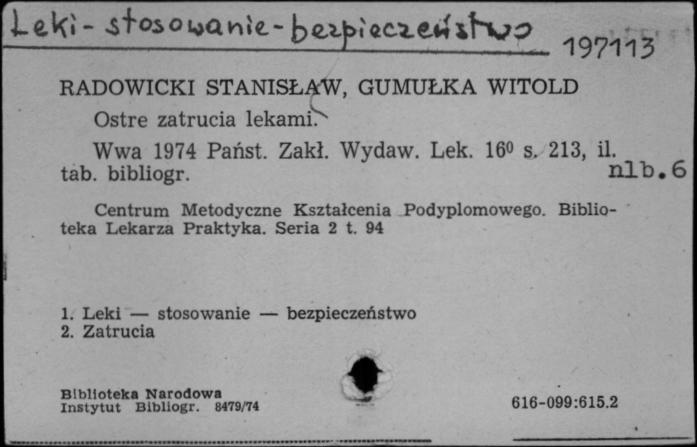 Leki - stosowanie - bezpieczeństwo
197113
RADOWICKI STANISŁAW, GUMUŁKA WITOLD
Ostre zatrucia lekami.
Wwa 1974 Państ. Zakł. Wydaw. Lek. 16⁰ s. 213, il.
tab. bibliogr. nlb. 6
Centrum Metodyczne Kształcenia Podyplomowego. Biblio-
teka Lekarza Praktyka. Seria 2 t. 94
1. Leki — stosowanie — bezpieczeństwo
2. Zatrucia
Biblioteka Narodowa
Instytut Bibliogr. 8479/74
616-099:615.2